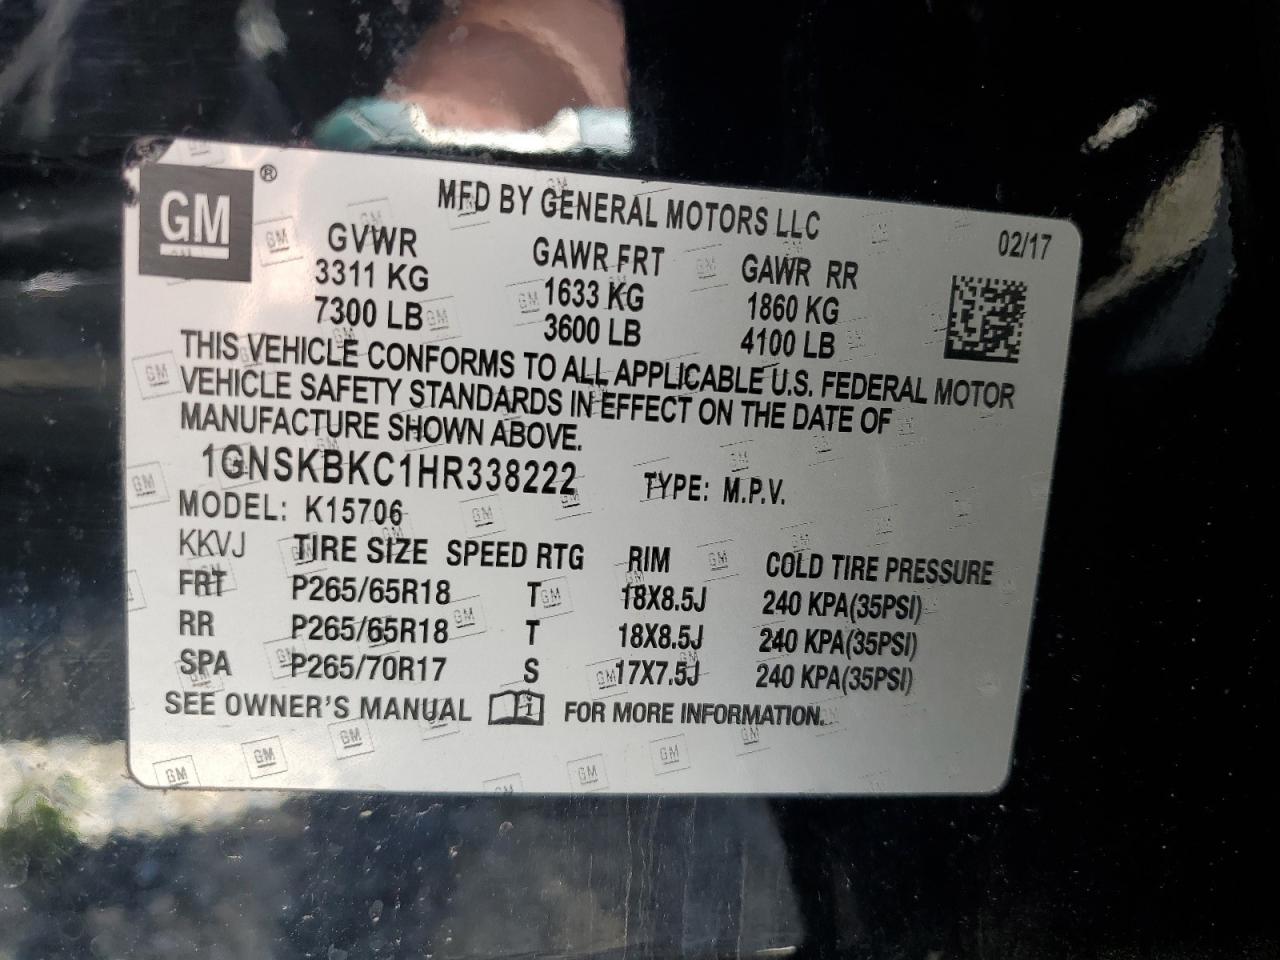 GM ®
MFD BY GENERAL MOTORS LLC
02/17
GVWR GAWR FRT GAWR RR
3311 KG 1633 KG 1860 KG
7300 LB 3600 LB 4100 LB
THIS VEHICLE CONFORMS TO ALL APPLICABLE U.S. FEDERAL MOTOR
VEHICLE SAFETY STANDARDS IN EFFECT ON THE DATE OF
MANUFACTURE SHOWN ABOVE.
1GNSKBKC1HR338222 TYPE: M.P.V.
MODEL: K15706
KKVJ TIRE SIZE SPEED RTG RIM COLD TIRE PRESSURE
FRT P265/65R18 T 18X8.5J 240 KPA(35PSI)
RR P265/65R18 T 18X8.5J 240 KPA(35PSI)
SPA P265/70R17 S 17X7.5J 240 KPA(35PSI)
SEE OWNER'S MANUAL i FOR MORE INFORMATION.